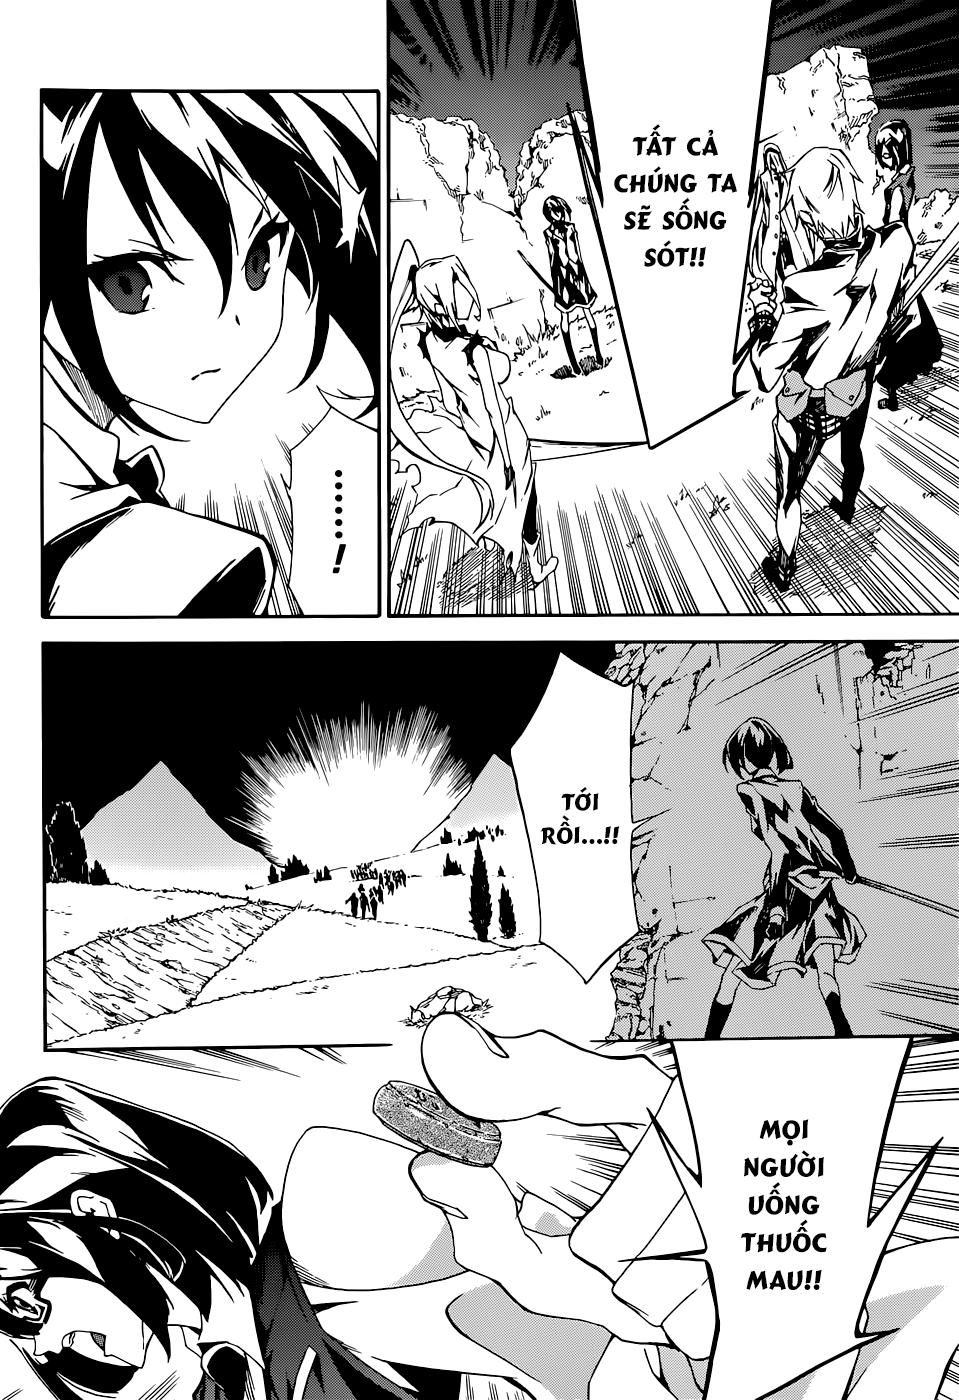 TẤT CẢ
CHÚNG TA
SẼ SỐNG
SÓT!!
.......!
TỚI
RỒI...!!
MỌI
NGƯỜI
UỐNG
THUỐC
MAU!!